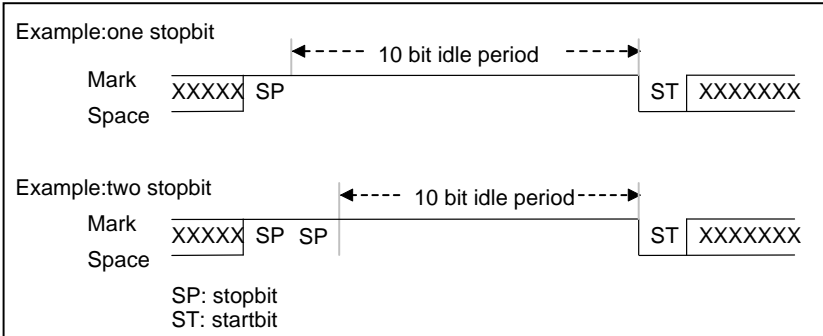 Example:one stopbit
10 bit idle period
Mark
XXXXX SP ST XXXXXXX
Space
Example:two stopbit
10 bit idle period
Mark
XXXXX SP SP ST XXXXXXX
Space
SP: stopbit
ST: startbit